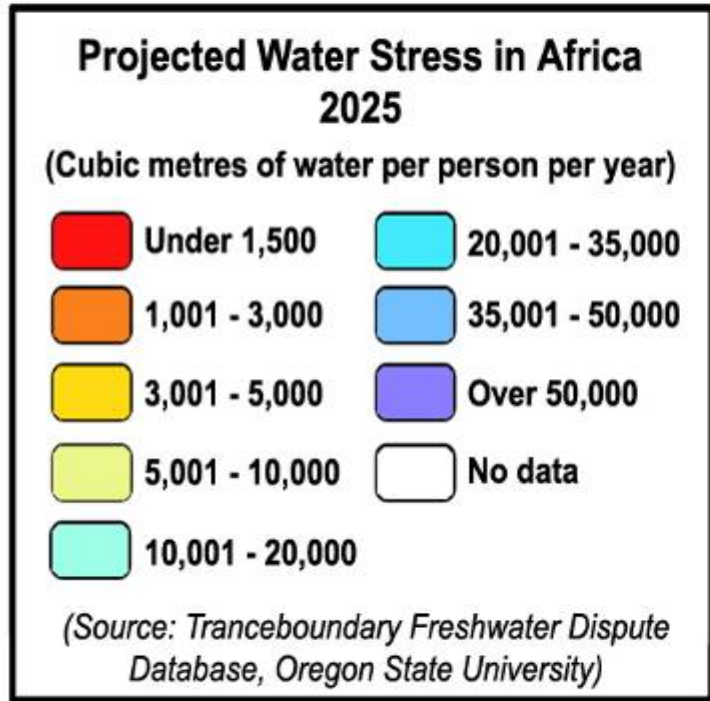 Projected Water Stress in Africa
2025
(Cubic metres of water per person per year)
Under 1,500
1,001 - 3,000
3,001 - 5,000
5,001 - 10,000
10,001 - 20,000
20,001 - 35,000
35,001 - 50,000
Over 50,000
No data
(Source: Tranceboundary Freshwater Dispute
Database, Oregon State University)